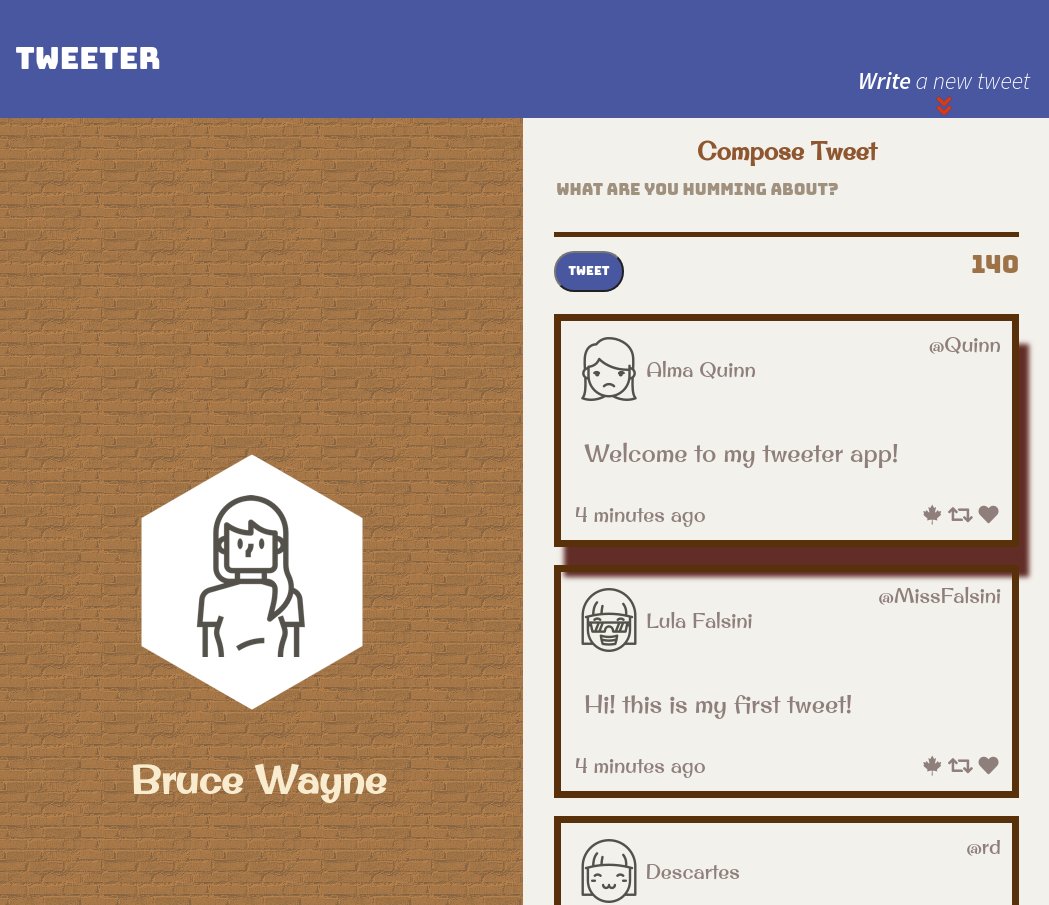 TWEETER
Write a new tweet
Bruce Wayne
Compose Tweet
WHAT ARE YOU HUMMING ABOUT?
TWEET
140
Alma Quinn
@Quinn
Welcome to my tweeter app!
4 minutes ago
Lula Falsini
@MissFalsini
Hi! this is my first tweet!
4 minutes ago
Descartes
@rd